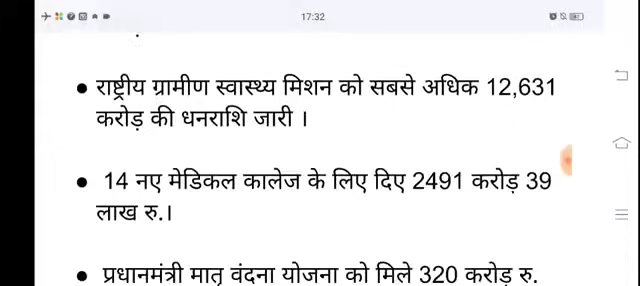 17:32
• राष्ट्रीय ग्रामीण स्वास्थ्य मिशन को सबसे अधिक 12,631
करोड़ की धनराशि जारी ।
• 14 नए मेडिकल कालेज के लिए दिए 2491 करोड़ 39
लाख रु.।
• प्रधानमंत्री मातृ वंदना योजना को मिले 320 करोड़ रु.